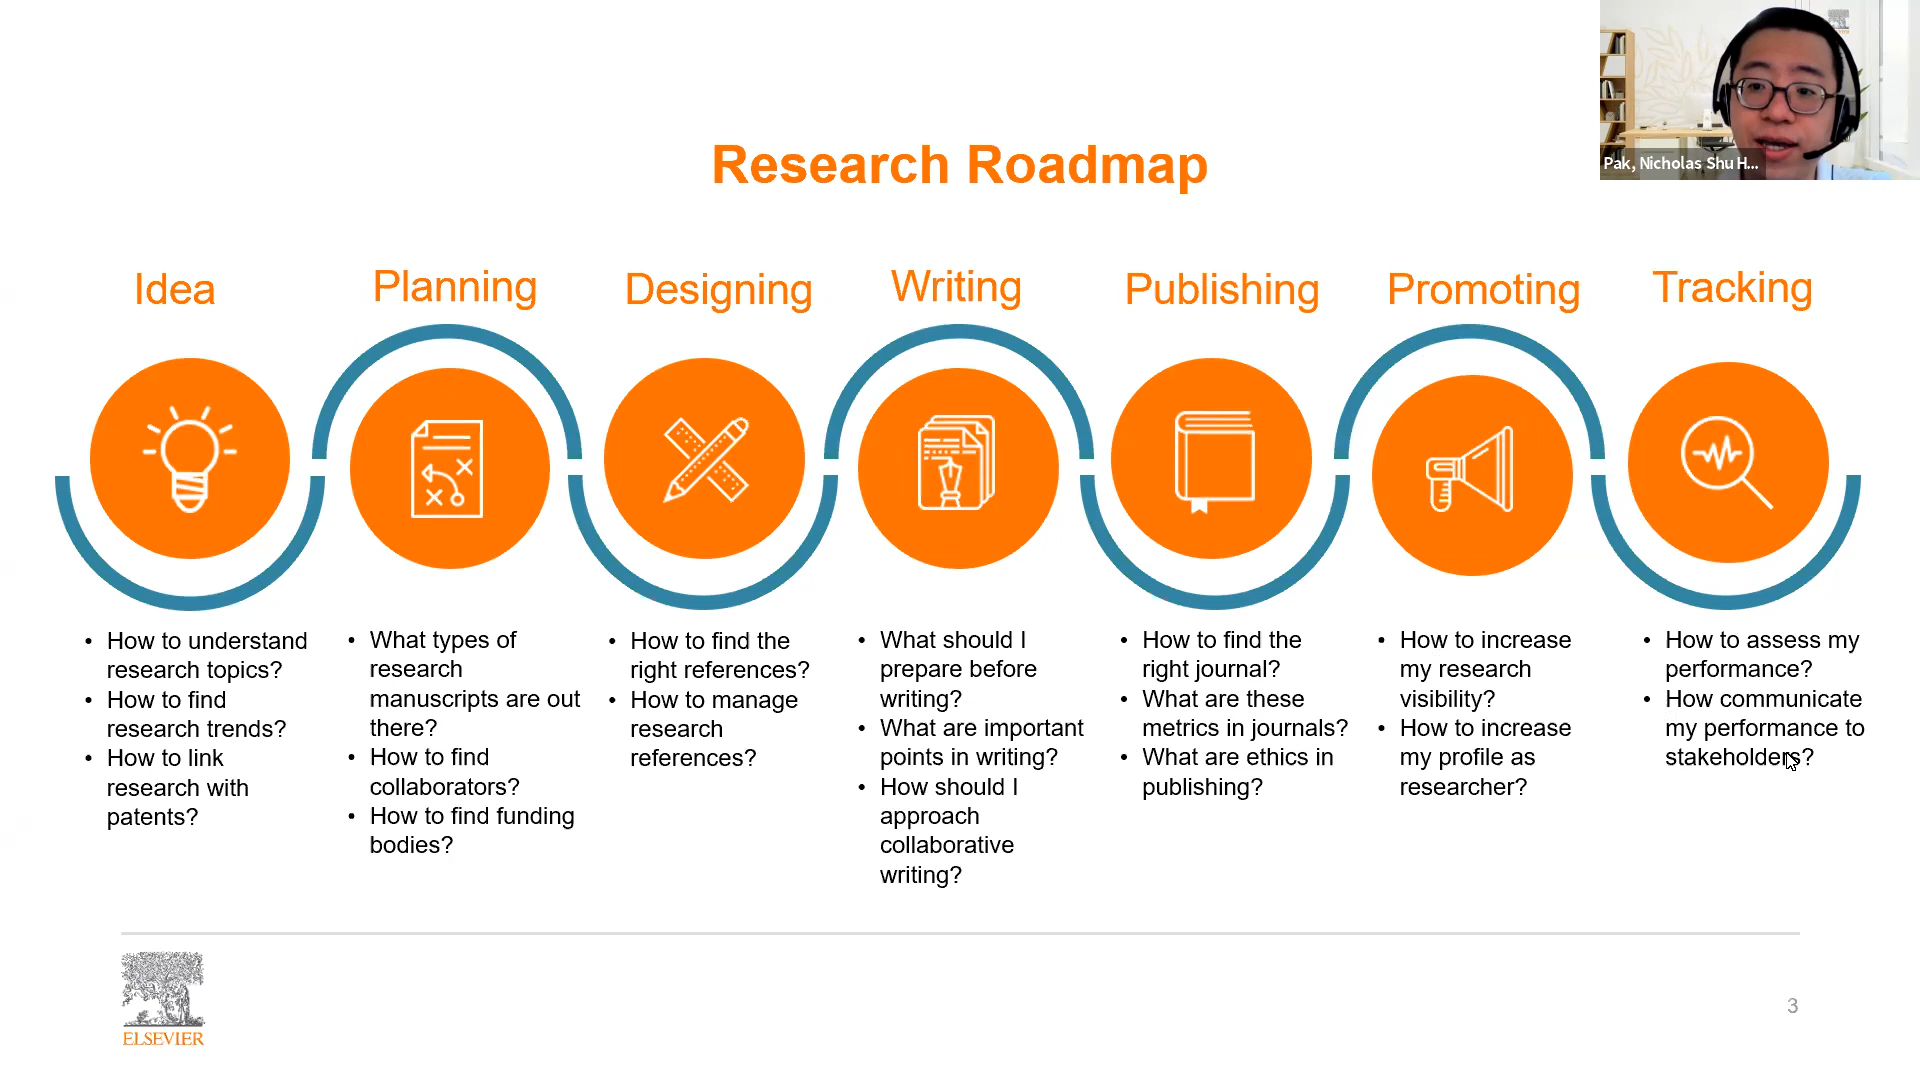 Pak, Nicholas Shu H...
Research Roadmap
Idea
Planning
Designing
Writing
Publishing
Promoting
Tracking
• How to understand
research topics?
• How to find
research trends?
• How to link
research with
patents?
• What types of
research
manuscripts are out
there?
• How to find
collaborators?
• How to find funding
bodies?
• How to find the
right references?
• How to manage
research
references?
• What should I
prepare before
writing?
• What are important
points in writing?
• How should I
approach
collaborative
writing?
• How to find the
right journal?
• What are these
metrics in journals?
• What are ethics in
publishing?
• How to increase
my research
visibility?
• How to increase
my profile as
researcher?
• How to assess my
performance?
• How communicate
my performance to
stakeholders?
ELSEVIER
3